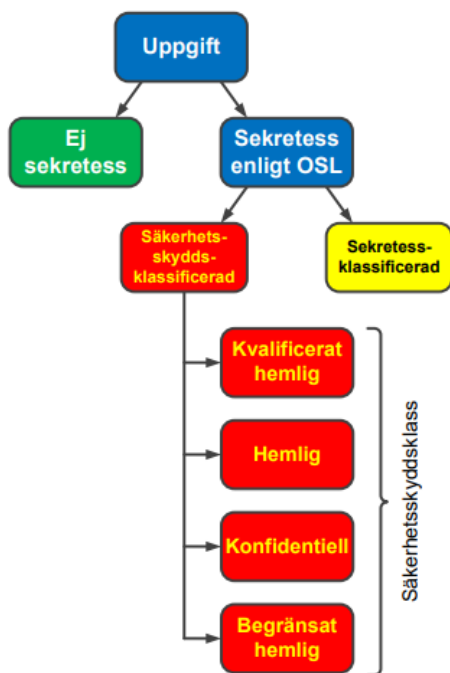 Uppgift
Ej
sekretess
Sekretess
enligt OSL
Säkerhets-
skydds-
klassificerad
Sekretess-
klassificerad
Kvalificerat
hemlig
Hemlig
Konfidentiell
Begränsat
hemlig
Säkerhetsskyddsklass